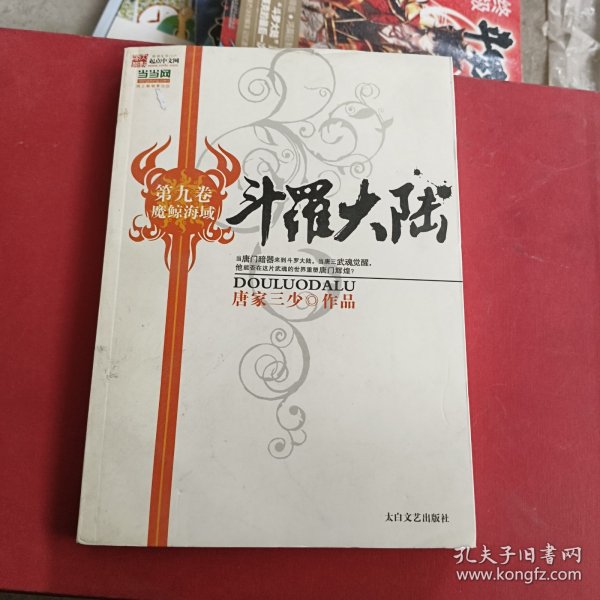 起点中文网
当当网
第九卷
魔鲸海域
斗羅大陆
当唐门暗器来到斗罗大陆，当唐三武魂觉醒，
他能否在这片武魂的世界重塑唐门辉煌？
DOULUODALU
唐家三少◎作品
太白文艺出版社
孔夫子旧书网
www.kongfz.com